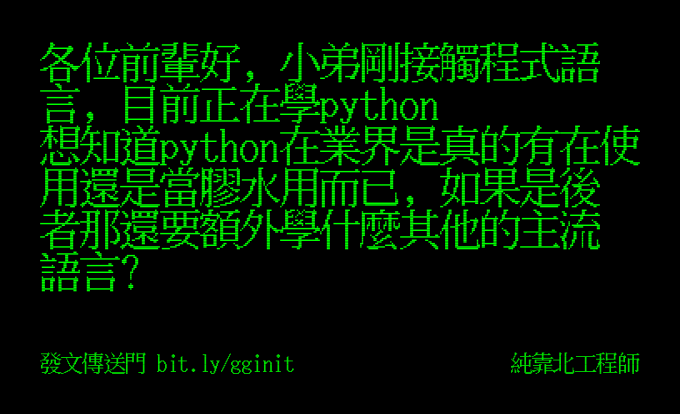 各位前輩好，小弟剛接觸程式語
言，目前正在學python
想知道python在業界是真的有在使
用還是當膠水用而已，如果是後
者那還要額外學什麼其他的主流
語言?
發文傳送門 bit.ly/gginit
純靠北工程師